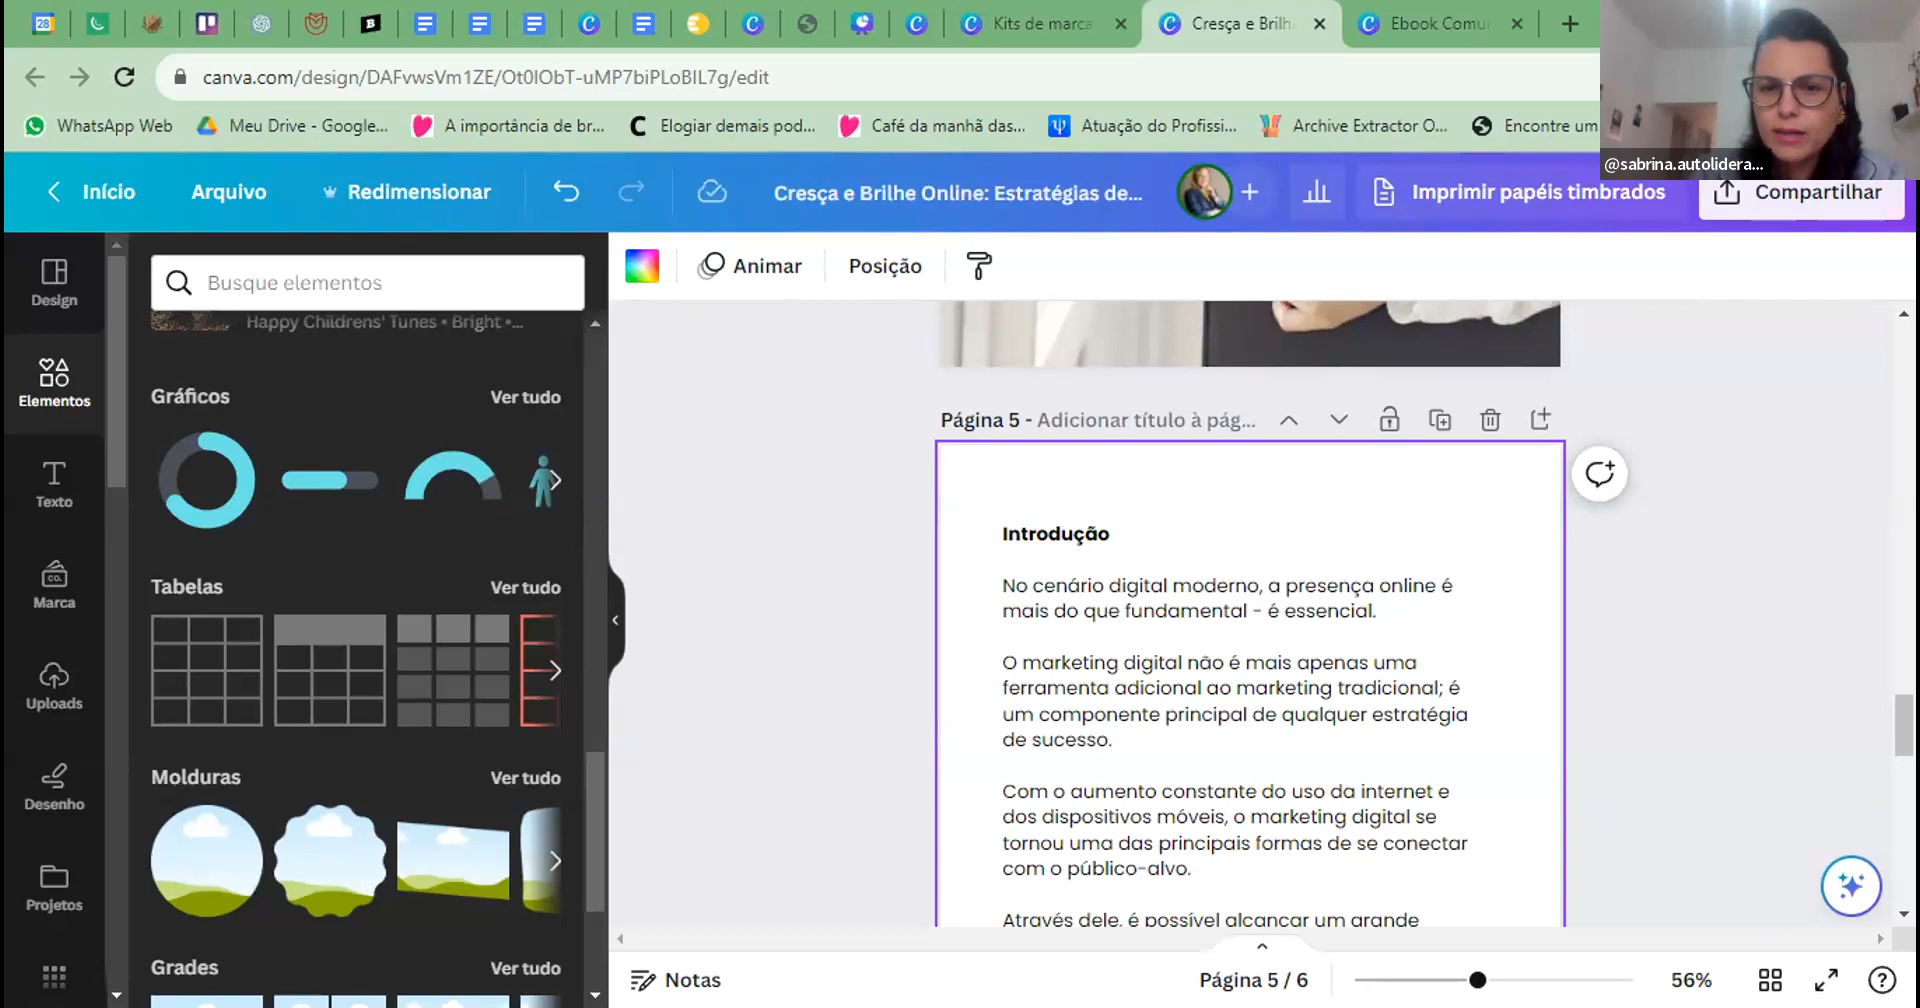 28
Kits de marca
Cresça e Brilh
Ebook Comu
canva.com/design/DAFvwsVm1ZE/Ot0IObT-uMP7biPLoBIL7g/edit
WhatsApp Web
Meu Drive - Google...
A importância de br...
Elogiar demais pod...
Café da manhã das...
Atuação do Profissi...
Archive Extractor O...
Encontre um
@sabrina.autolidera...
Início
Arquivo
Redimensionar
Cresça e Brilhe Online: Estratégias de...
Imprimir papéis timbrados
Compartilhar
Design
Elementos
Texto
Marca
Uploads
Desenho
Projetos
Busque elementos
Happy Childrens' Tunes • Bright •...
Gráficos
Ver tudo
Tabelas
Ver tudo
Molduras
Ver tudo
Grades
Ver tudo
Animar
Posição
Página 5 - Adicionar título à pág...
Introdução
No cenário digital moderno, a presença online é
mais do que fundamental - é essencial.
O marketing digital não é mais apenas uma
ferramenta adicional ao marketing tradicional; é
um componente principal de qualquer estratégia
de sucesso.
Com o aumento constante do uso da internet e
dos dispositivos móveis, o marketing digital se
tornou uma das principais formas de se conectar
com o público-alvo.
Através dele, é possível alcançar um grande
Notas
Página 5 / 6
56%